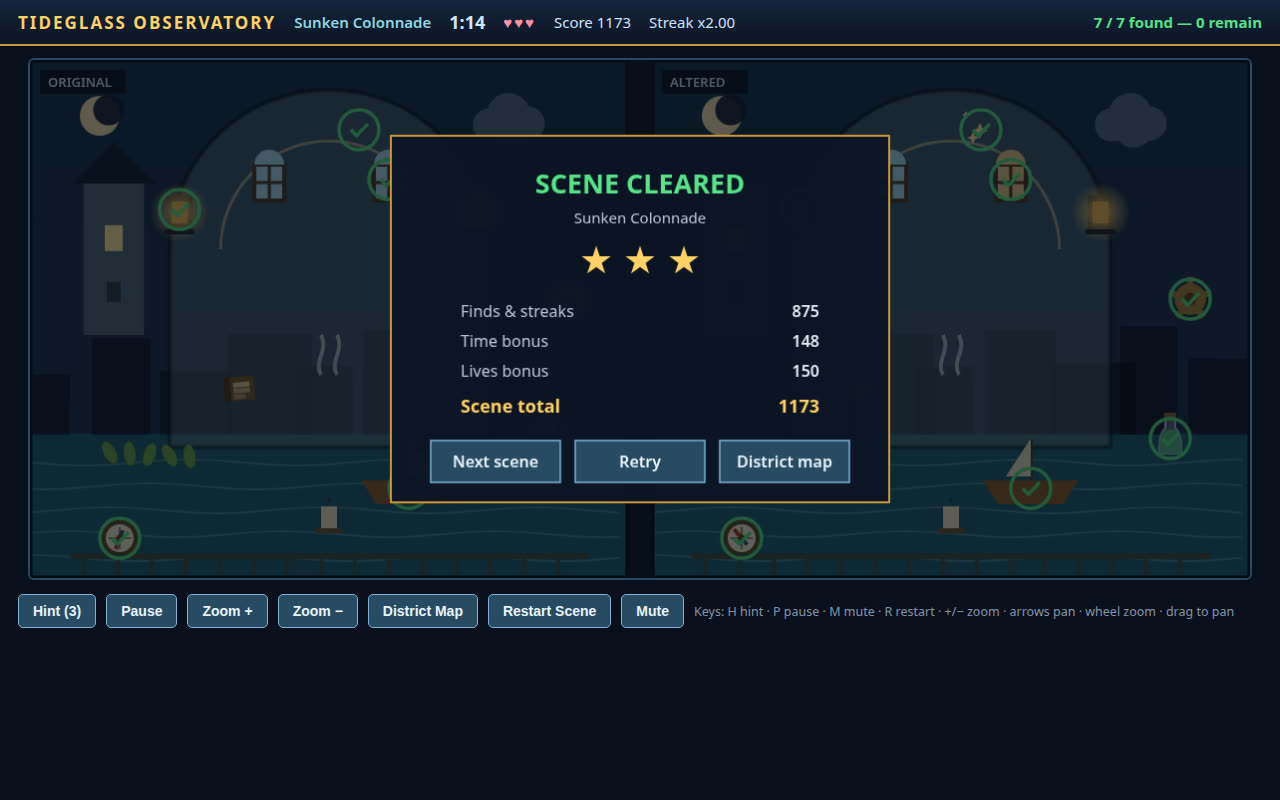 TIDEGLASS OBSERVATORY Sunken Colonnade 1:14 ♥♥♥ Score 1173 Streak x2.00 7 / 7 found — 0 remain
ORIGINAL ALTERED
SCENE CLEARED
Sunken Colonnade
★ ★ ★
Finds & streaks 875
Time bonus 148
Lives bonus 150
Scene total 1173
Next scene Retry District map
Hint (3) Pause Zoom + Zoom − District Map Restart Scene Mute Keys: H hint · P pause · M mute · R restart · +/− zoom · arrows pan · wheel zoom · drag to pan